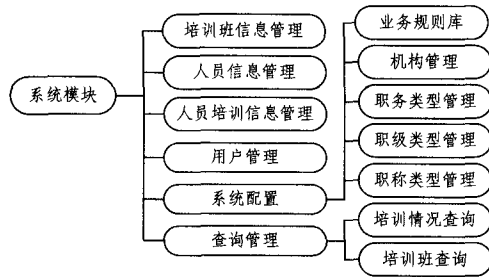 系统模块
培训班信息管理
人员信息管理
人员培训信息管理
用户管理
系统配置
查询管理
业务规则库
机构管理
职务类型管理
职级类型管理
职称类型管理
培训情况查询
培训班查询